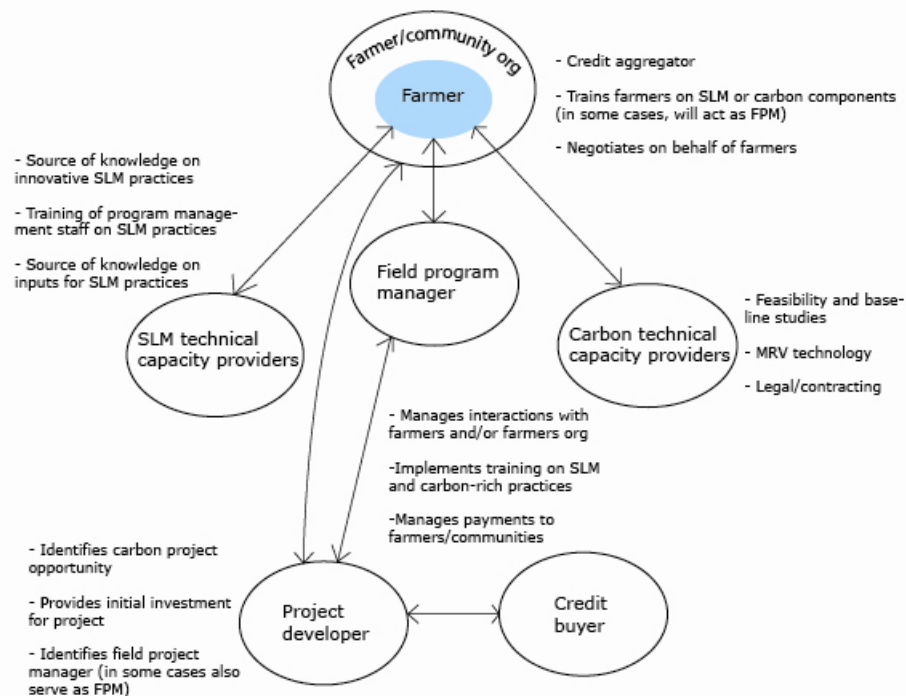 Farmer/community org
Farmer
- Credit aggregator
- Trains farmers on SLM or carbon components
(in some cases, will act as FPM)
- Negotiates on behalf of farmers
- Source of knowledge on
innovative SLM practices
- Training of program manage-
ment staff on SLM practices
- Source of knowledge on
inputs for SLM practices
Field program
manager
SLM technical
capacity providers
Carbon technical
capacity providers
- Feasibility and base-
line studies
- MRV technology
- Legal/contracting
- Manages interactions with
farmers and/or farmers org
-Implements training on SLM
and carbon-rich practices
-Manages payments to
farmers/communities
- Identifies carbon project
opportunity
- Provides initial investment
for project
- Identifies field project
manager (in some cases also
serve as FPM)
Project
developer
Credit
buyer